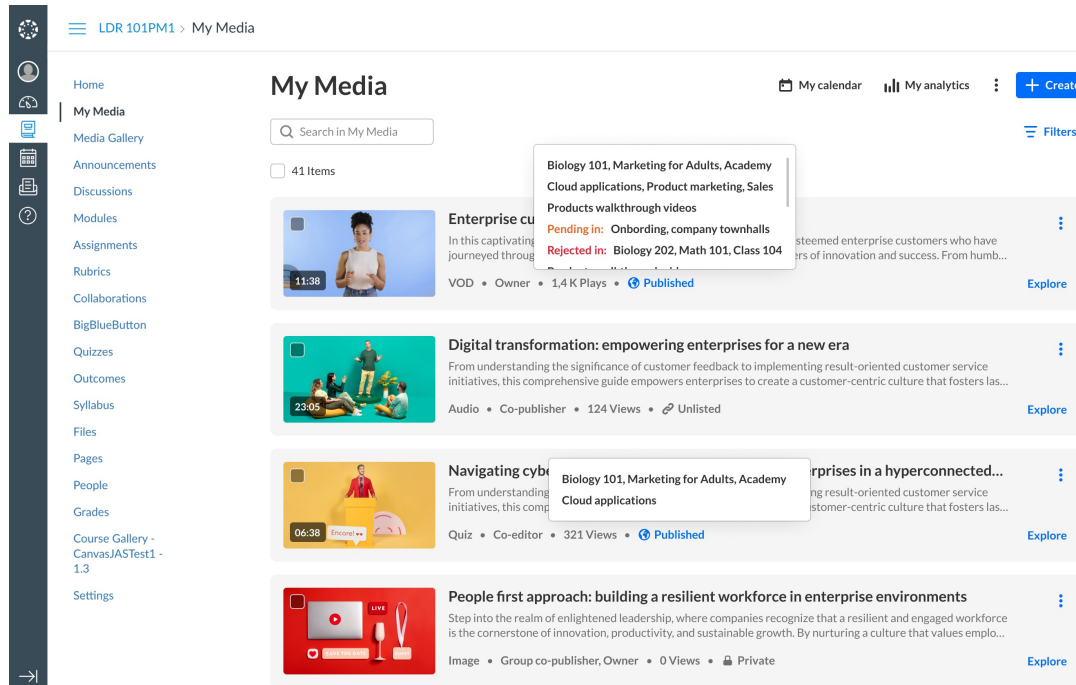 LDR 101PM1 > My Media
Home
My Media
Media Gallery
Announcements
Discussions
Modules
Assignments
Rubrics
Collaborations
BigBlueButton
Quizzes
Outcomes
Syllabus
Files
Pages
People
Grades
Course Gallery -
CanvasJASTest1 -
1.3
Settings
My Media
My calendar
My analytics
+ Create
Search in My Media
Filters
41 Items
Biology 101, Marketing for Adults, Academy
Cloud applications, Product marketing, Sales
Products walkthrough videos
Pending in: Onbording, company townhalls
Rejected in: Biology 202, Math 101, Class 104
11:38
Enterprise cu
In this captivating steemed enterprise customers who have
journeyed throug ers of innovation and success. From humb...
VOD • Owner • 1,4 K Plays • Published
Explore
23:05
Digital transformation: empowering enterprises for a new era
From understanding the significance of customer feedback to implementing result-oriented customer service
initiatives, this comprehensive guide empowers enterprises to create a customer-centric culture that fosters las...
Audio • Co-publisher • 124 Views • Unlisted
Explore
06:38
Encore!
Navigating cybe rprises in a hyperconnected...
From understanding ng result-oriented customer service
initiatives, this comp stomer-centric culture that fosters las...
Biology 101, Marketing for Adults, Academy
Cloud applications
Quiz • Co-editor • 321 Views • Published
Explore
LIVE
SAVE THE DATE
People first approach: building a resilient workforce in enterprise environments
Step into the realm of enlightened leadership, where companies recognize that a resilient and engaged workforce
is the cornerstone of innovation, productivity, and sustainable growth. By nurturing a culture that values emplo...
Image • Group co-publisher, Owner • 0 Views • Private
Explore